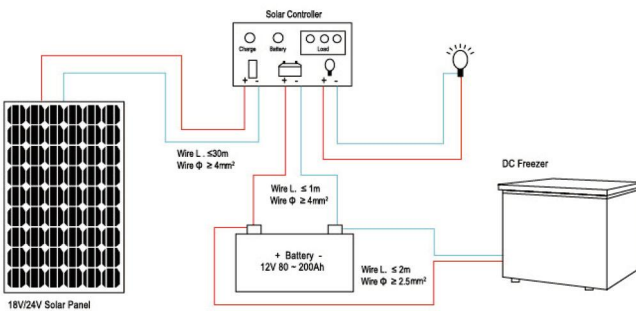 Solar Controller
Charge Battery Load
+ - + - + -
Wire L . ≤30m
Wire Φ ≥ 4mm²
Wire L. ≤ 1m
Wire Φ ≥ 4mm²
DC Freezer
+ Battery -
12V 80 ~ 200Ah
Wire L. ≤ 2m
Wire Φ ≥ 2.5mm²
18V/24V Solar Panel